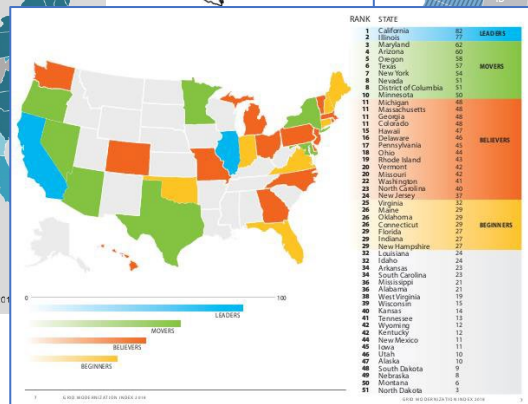 RANK STATE
1 California 82 LEADERS
2 Illinois 77
3 Maryland 62
4 Arizona 60
5 Oregon 58
6 Texas 57 MOVERS
7 New York 54
8 Nevada 51
8 District of Columbia 51
10 Minnesota 50
11 Michigan 48
11 Massachusetts 48
11 Georgia 48
11 Colorado 48
15 Hawaii 47
16 Delaware 46
17 Pennsylvania 45 BELIEVERS
18 Ohio 44
19 Rhode Island 43
20 Vermont 42
20 Missouri 42
22 Washington 41
23 North Carolina 40
24 New Jersey 37
25 Virginia 32
26 Maine 29
26 Oklahoma 29
26 Connecticut 29 BEGINNERS
29 Florida 27
29 Indiana 27
29 New Hampshire 27
32 Louisiana 24
32 Idaho 24
34 Arkansas 23
34 South Carolina 23
36 Mississippi 21
36 Alabama 21
38 West Virginia 19
39 Wisconsin 15
40 Kansas 14
41 Tennessee 13
42 Wyoming 12
42 Kentucky 12
44 New Mexico 11
45 Iowa 11
46 Utah 10
47 Alaska 10
48 South Dakota 9
49 Nebraska 8
50 Montana 6
51 North Dakota 3
0 100
LEADERS
MOVERS
BELIEVERS
BEGINNERS
GRID MODERNIZATION INDEX 2018
GRID MODERNIZATION INDEX 2018